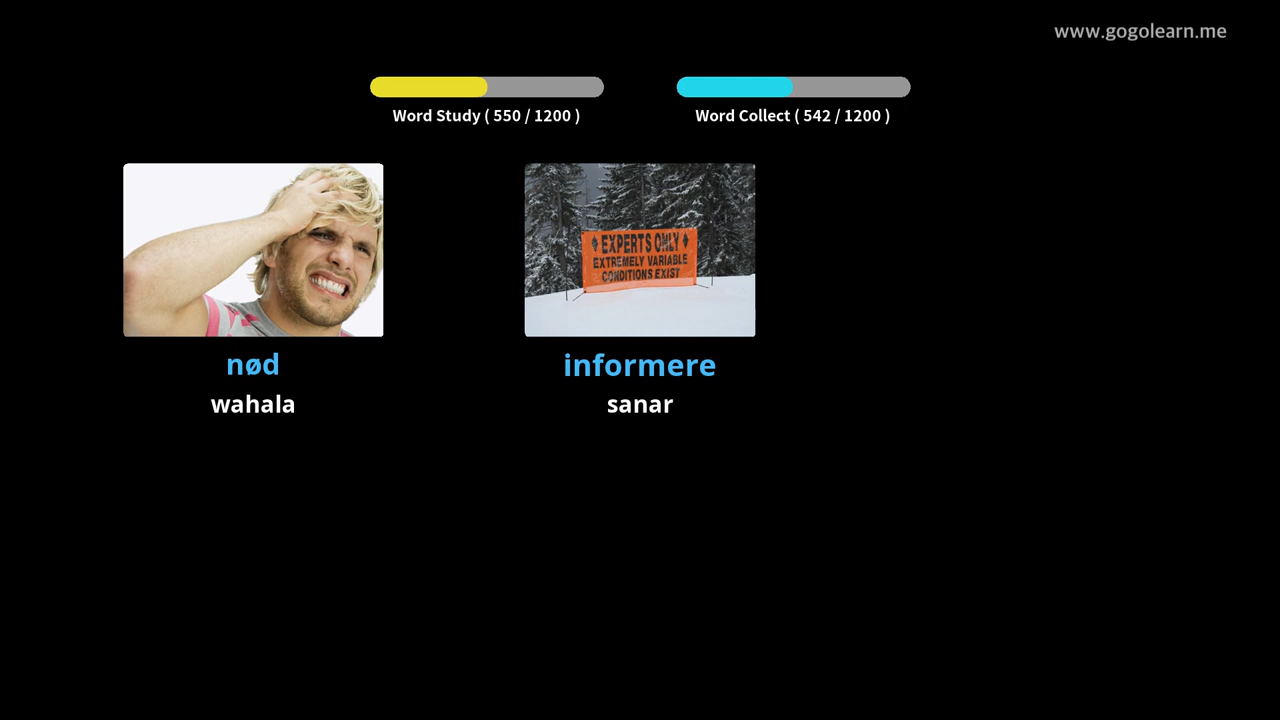 www.gogolearn.me
Word Study ( 550 / 1200 )
Word Collect ( 542 / 1200 )
EXPERTS ONLY
EXTREMELY VARIABLE
CONDITIONS EXIST
nød
informere
wahala
sanar